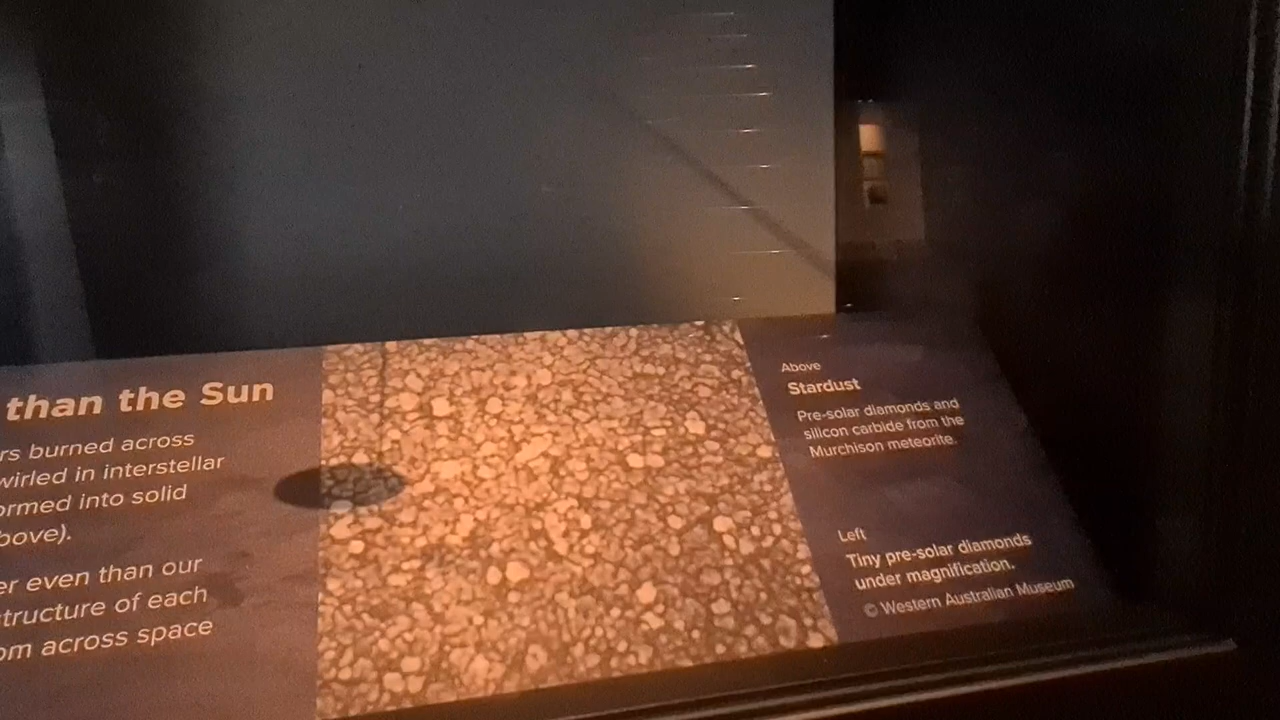 than the Sun
rs burned across
wirled in interstellar
ormed into solid
bove).
er even than our
structure of each
om across space
Above
Stardust
Pre-solar diamonds and
silicon carbide from the
Murchison meteorite.
Left
Tiny pre-solar diamonds
under magnification.
© Western Australian Museum